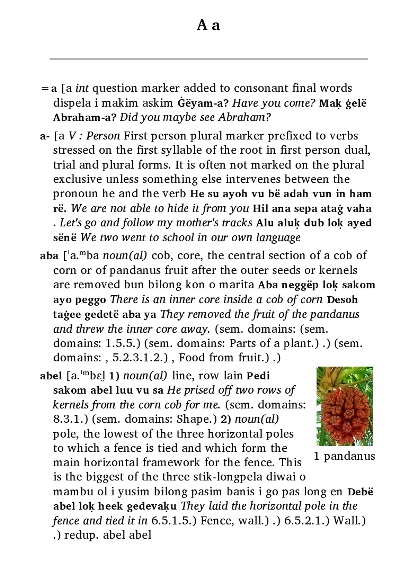 A a
= a [a int question marker added to consonant final words
dispela i makim askim Ġëyam-a? Have you come? Maḳ ġelë
Abraham-a? Did you maybe see Abraham?
a- [a V : Person First person plural marker prefixed to verbs
stressed on the first syllable of the root in first person dual,
trial and plural forms. It is often not marked on the plural
exclusive unless something else intervenes between the
pronoun he and the verb He su ayoh vu bë adah vun in ham
rë. We are not able to hide it from you Hil ana sepa ataġ vaha
. Let's go and follow my mother's tracks Alu aluḳ dub loḳ ayed
sënë We two went to school in our own language
aba [ˈa.ᵐba noun(al) cob, core, the central section of a cob of
corn or of pandanus fruit after the outer seeds or kernels
are removed bun bilong kon o marita Aba neggëp loḳ sakom
ayo peggo There is an inner core inside a cob of corn Desoh
taġee gedetë aba ya They removed the fruit of the pandanus
and threw the inner core away. (sem. domains: (sem.
domains: 1.5.5.) (sem. domains: Parts of a plant.) .) (sem.
domains: , 5.2.3.1.2.) , Food from fruit.) .)
abel [a.ˈᵐbɛl̪ 1) noun(al) line, row lain Pedi
sakom abel luu vu sa He prised off two rows of
kernels from the corn cob for me. (sem. domains:
8.3.1.) (sem. domains: Shape.) 2) noun(al)
pole, the lowest of the three horizontal poles
to which a fence is tied and which form the
main horizontal framework for the fence. This
is the biggest of the three stik-longpela diwai o
mambu ol i yusim bilong pasim banis i go pas long en Debë
abel loḳ heek gedevaḳu They laid the horizontal pole in the
fence and tied it in 6.5.1.5.) Fence, wall.) .) 6.5.2.1.) Wall.)
.) redup. abel abel
1 pandanus